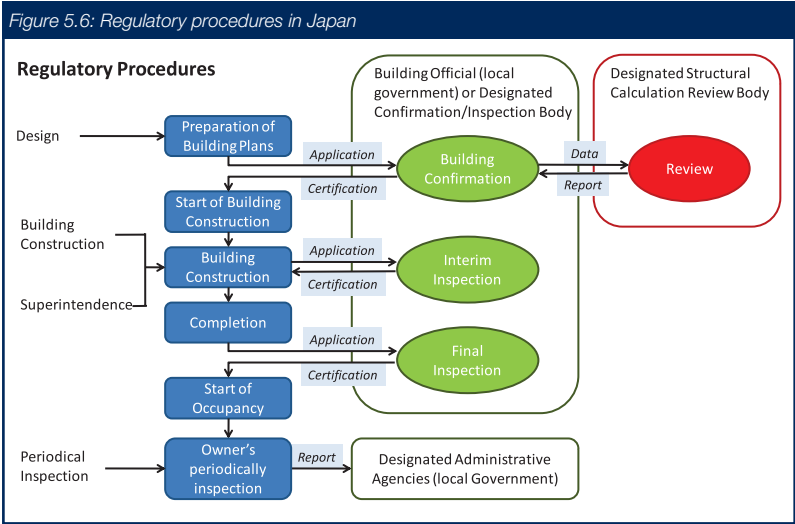 Figure 5.6: Regulatory procedures in Japan
Regulatory Procedures
Building Official (local
government) or Designated
Confirmation/Inspection Body
Designated Structural
Calculation Review Body
Design
Preparation of
Building Plans
Application
Certification
Building
Confirmation
Data
Report
Review
Start of Building
Construction
Building
Construction
Superintendence
Building
Construction
Application
Certification
Interim
Inspection
Completion
Application
Certification
Final
Inspection
Start of
Occupancy
Periodical
Inspection
Owner's
periodically
inspection
Report
Designated Administrative
Agencies (local Government)